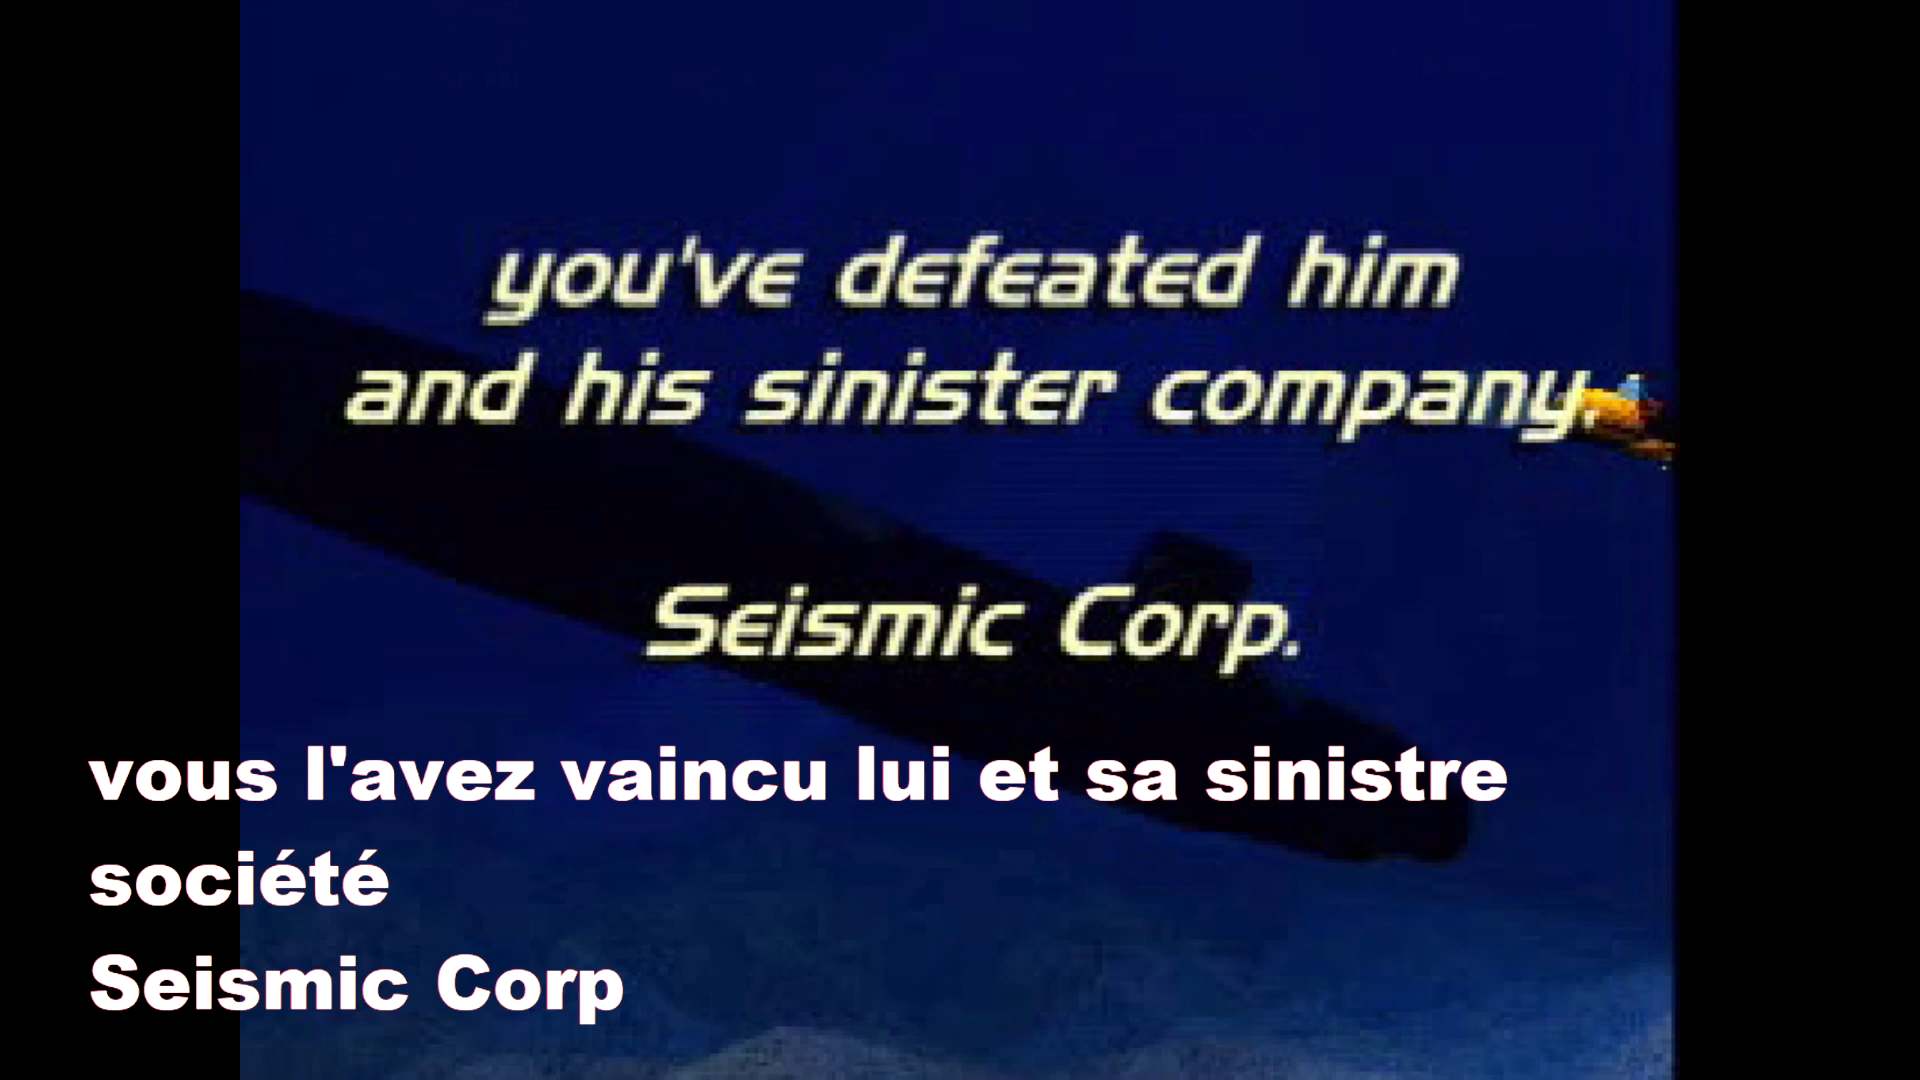 you've defeated him
and his sinister company.
Seismic Corp.
vous l'avez vaincu lui et sa sinistre
société
Seismic Corp